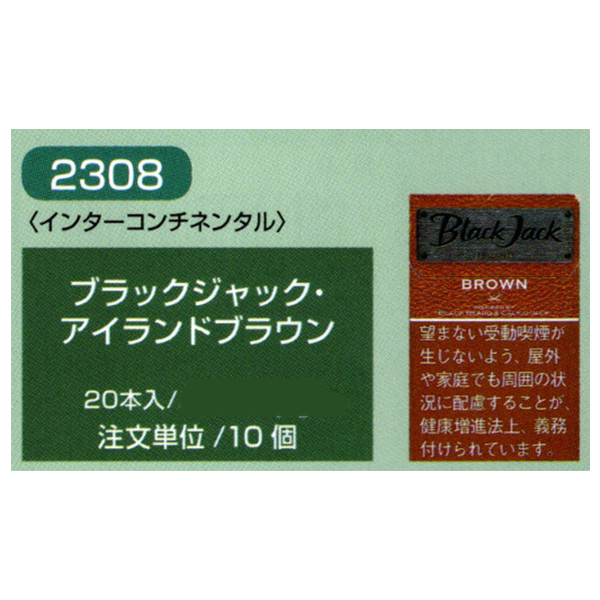 2308
〈インターコンチネンタル〉
ブラックジャック・
アイランドブラウン
20本入/
注文単位/10個
Black Jack
BROWN
望まない受動喫煙が
生じないよう、屋外
や家庭でも周囲の状
況に配慮することが、
健康増進法上、義務
付けられています。